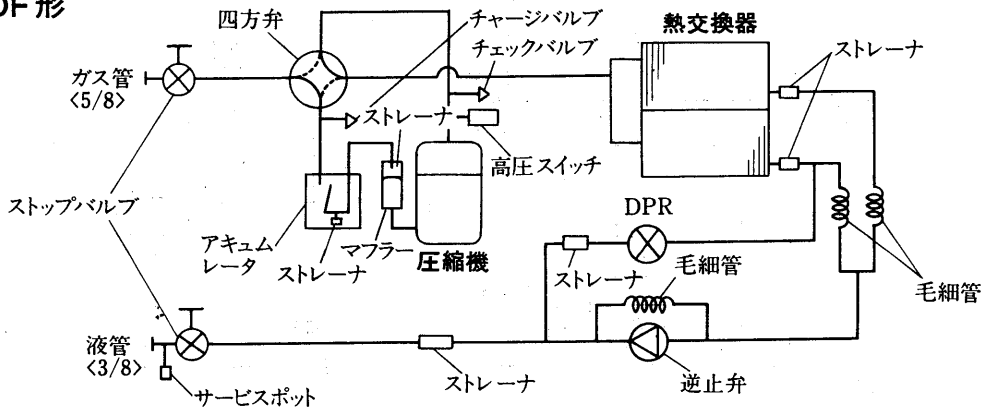 DF形
四方弁
チャージバルブ
チェックバルブ
熱交換器
ストレーナ
ガス管
<5/8>
ストレーナ
高圧スイッチ
ストップバルブ
アキュム
レータ
ストレーナ
マフラー
圧縮機
DPR
ストレーナ
毛細管
毛細管
液管
<3/8>
サービスポット
ストレーナ
逆止弁